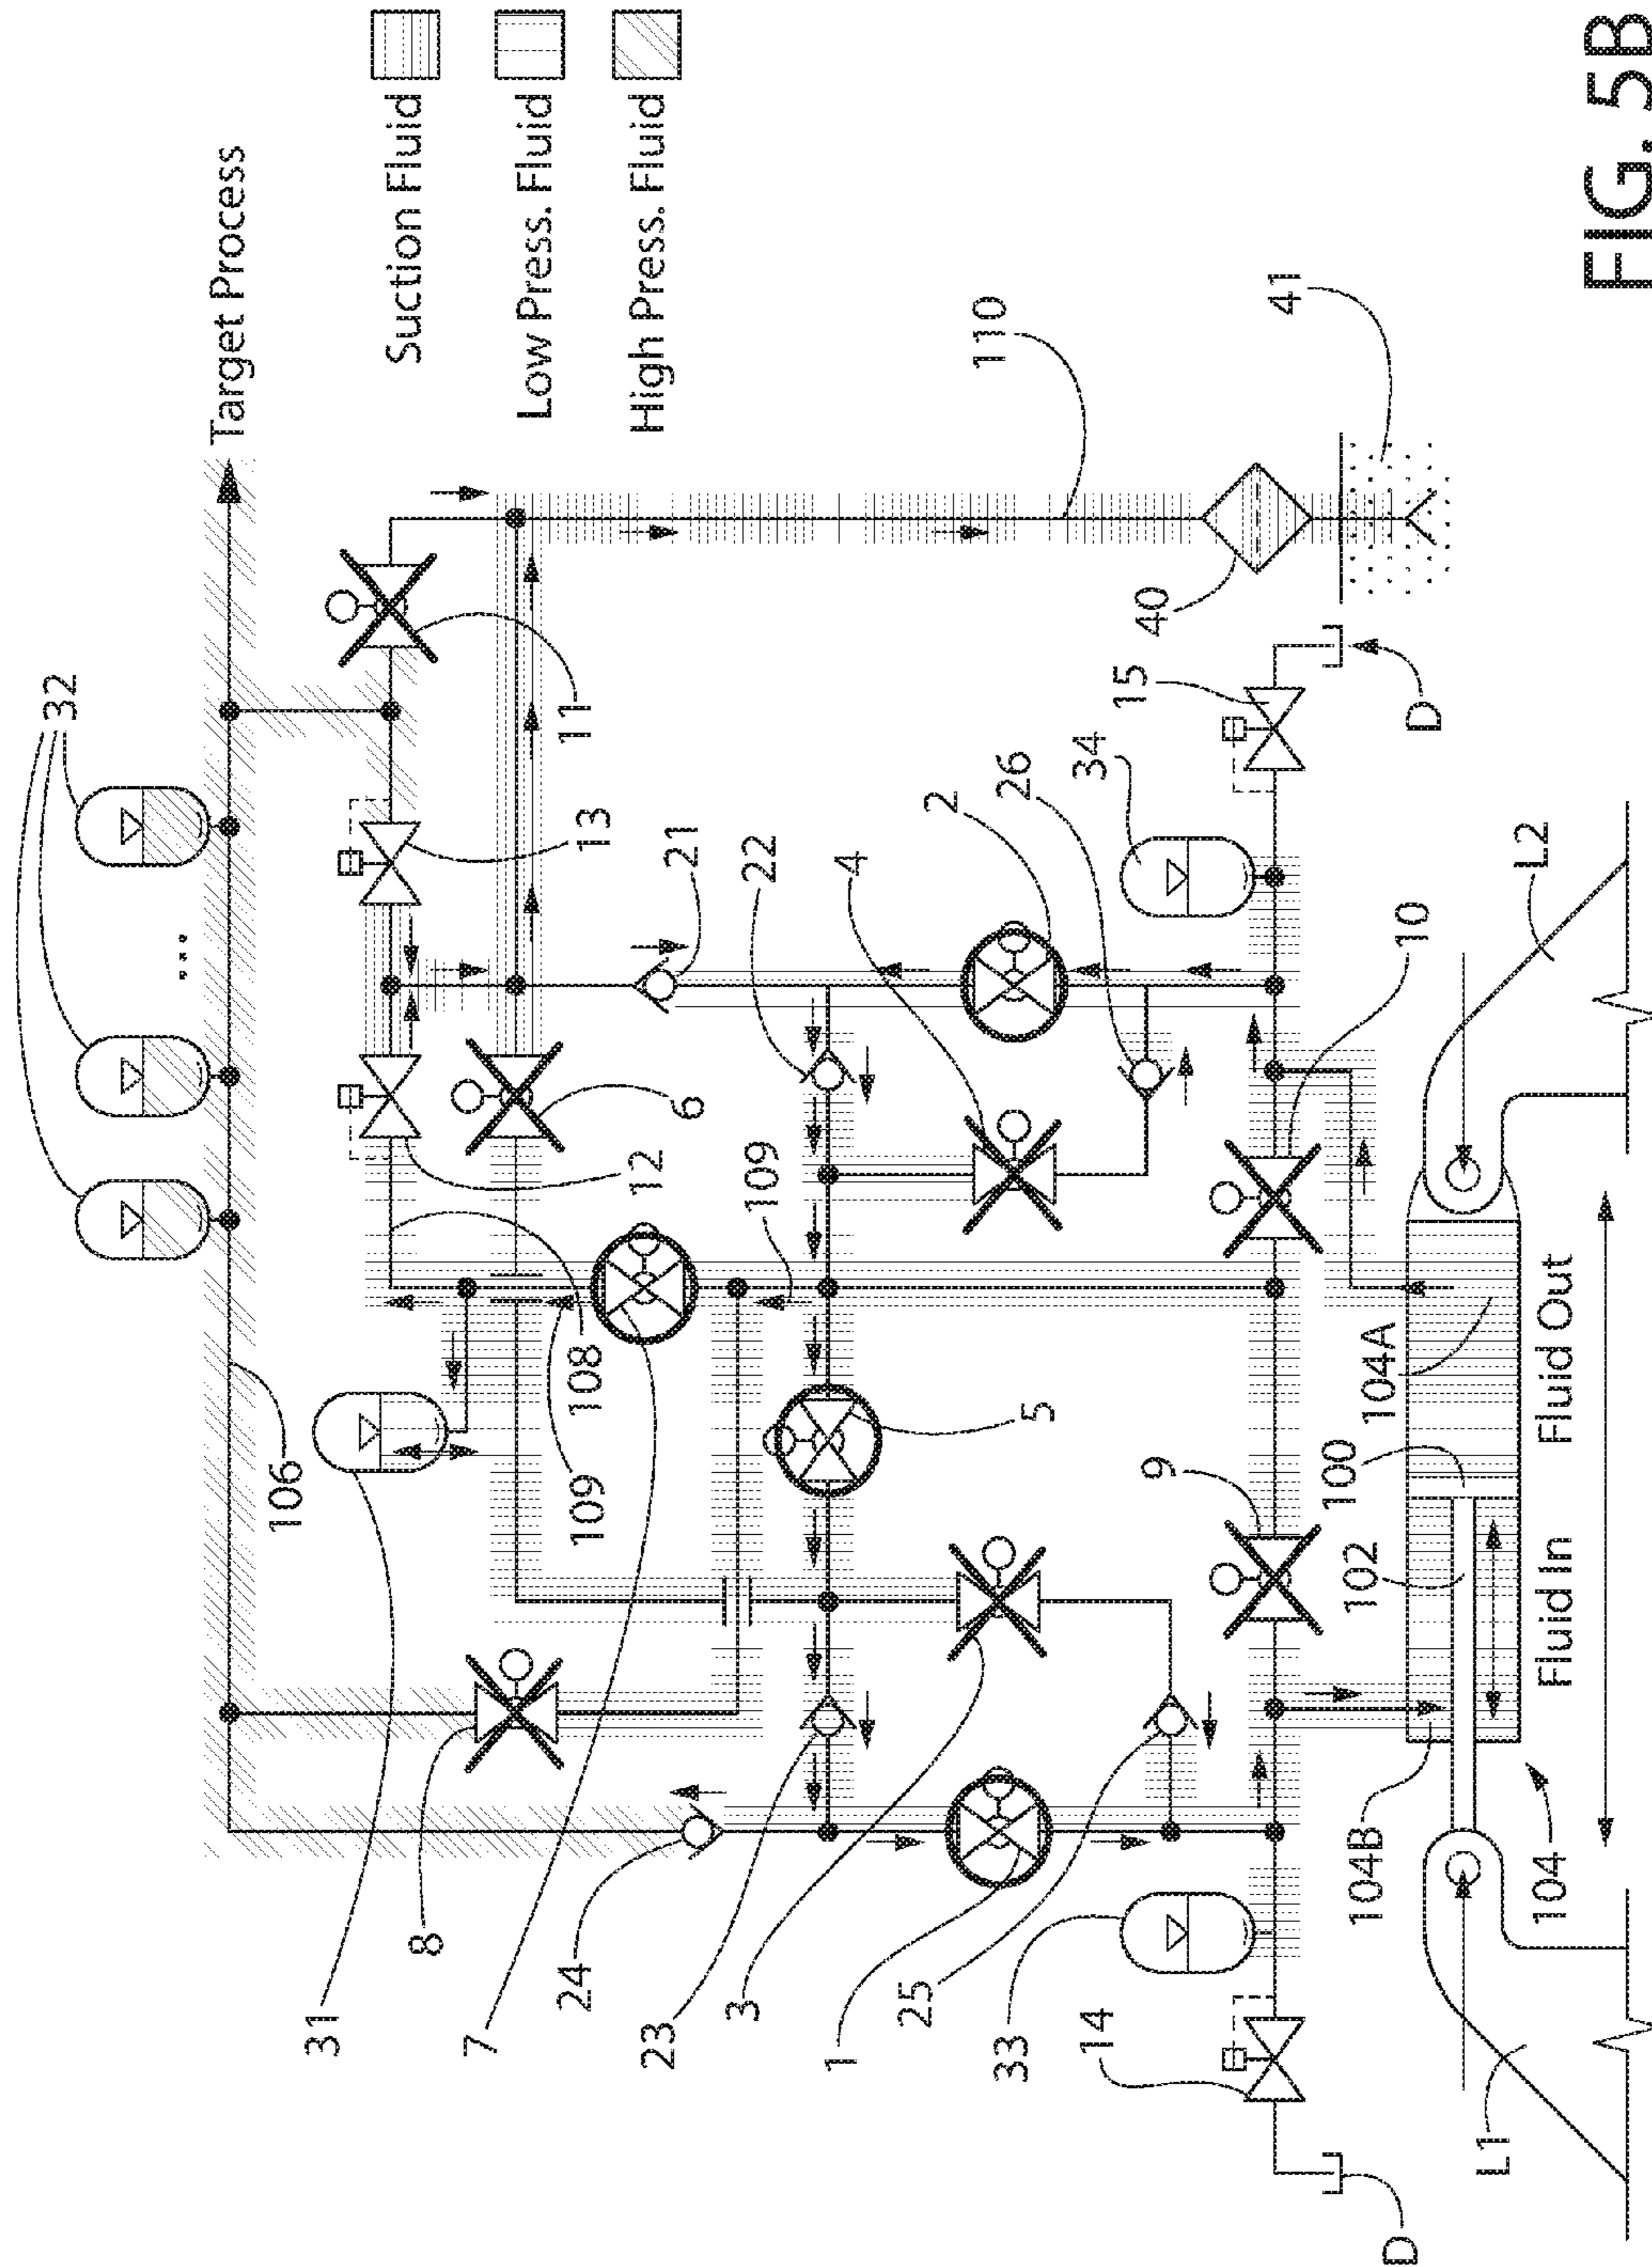 Target Process
Suction Fluid
Low Press. Fluid
High Press. Fluid
32
...
106
31
8
7
24
23
3
1
25
33
14
D
L1
104
104B
102
100
Fluid In
Fluid Out
104A
9
5
109
108
109
12
6
13
11
21
22
4
26
2
10
34
15
D
40
41
110
L2
FIG. 5B